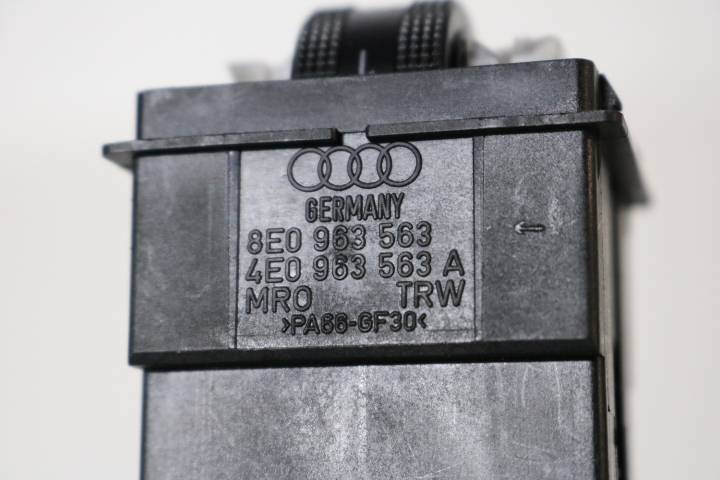 GERMANY
8E0 963 563
4E0 963 563 A
MRO TRW
>PA66-GF30<